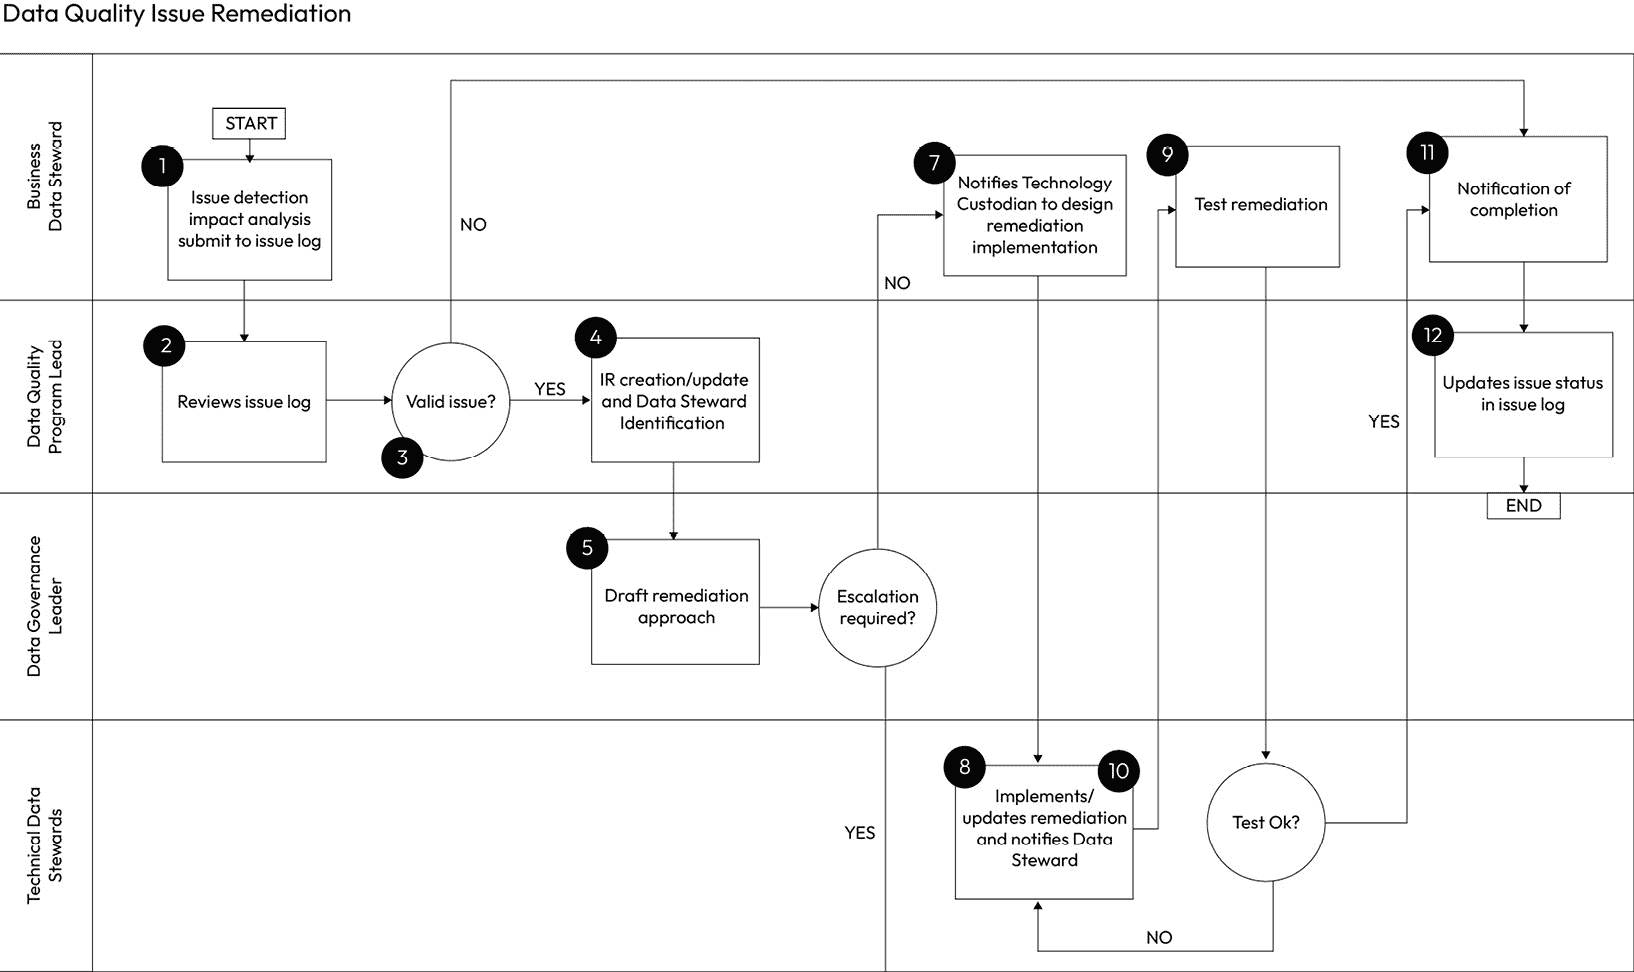 Data Quality Issue Remediation
Business
Data Steward
START
1
Issue detection
impact analysis
submit to issue log
NO
7
Notifies Technology
Custodian to design
remediation
implementation
NO
9
Test remediation
11
Notification of
completion
Data Quality
Program Lead
2
Reviews issue log
Valid issue?
3
YES
4
IR creation/update
and Data Steward
Identification
YES
12
Updates issue status
in issue log
END
Data Governance
Leader
5
Draft remediation
approach
Escalation
required?
Technical Data
Stewards
YES
8
10
Implements/
updates remediation
and notifies Data
Steward
Test Ok?
NO